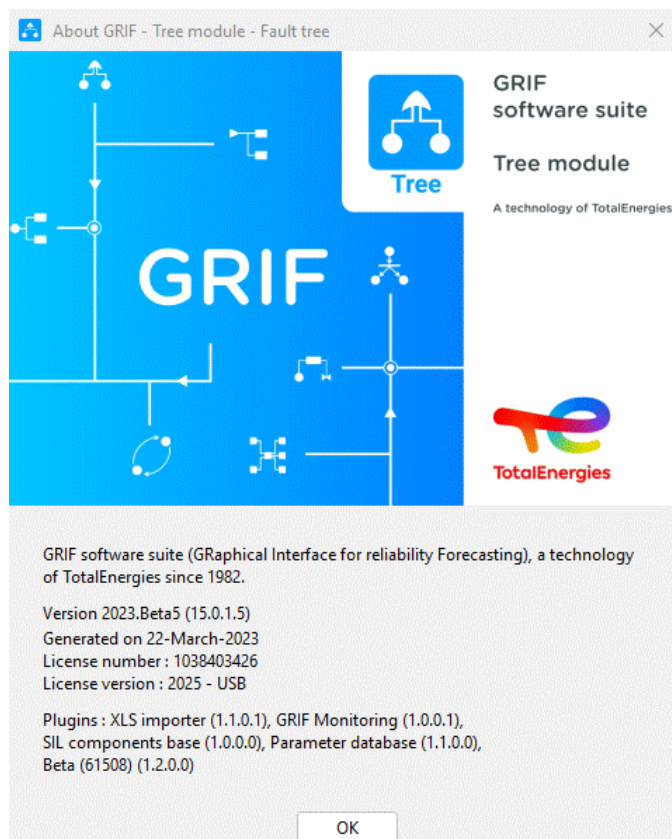 About GRIF - Tree module - Fault tree
GRIF
software suite
Tree module
A technology of TotalEnergies
Tree
GRIF
TotalEnergies
GRIF software suite (GRaphical Interface for reliability Forecasting), a technology
of TotalEnergies since 1982.
Version 2023.Beta5 (15.0.1.5)
Generated on 22-March-2023
License number : 1038403426
License version : 2025 - USB
Plugins : XLS importer (1.1.0.1), GRIF Monitoring (1.0.0.1),
SIL components base (1.0.0.0), Parameter database (1.1.0.0),
Beta (61508) (1.2.0.0)
OK